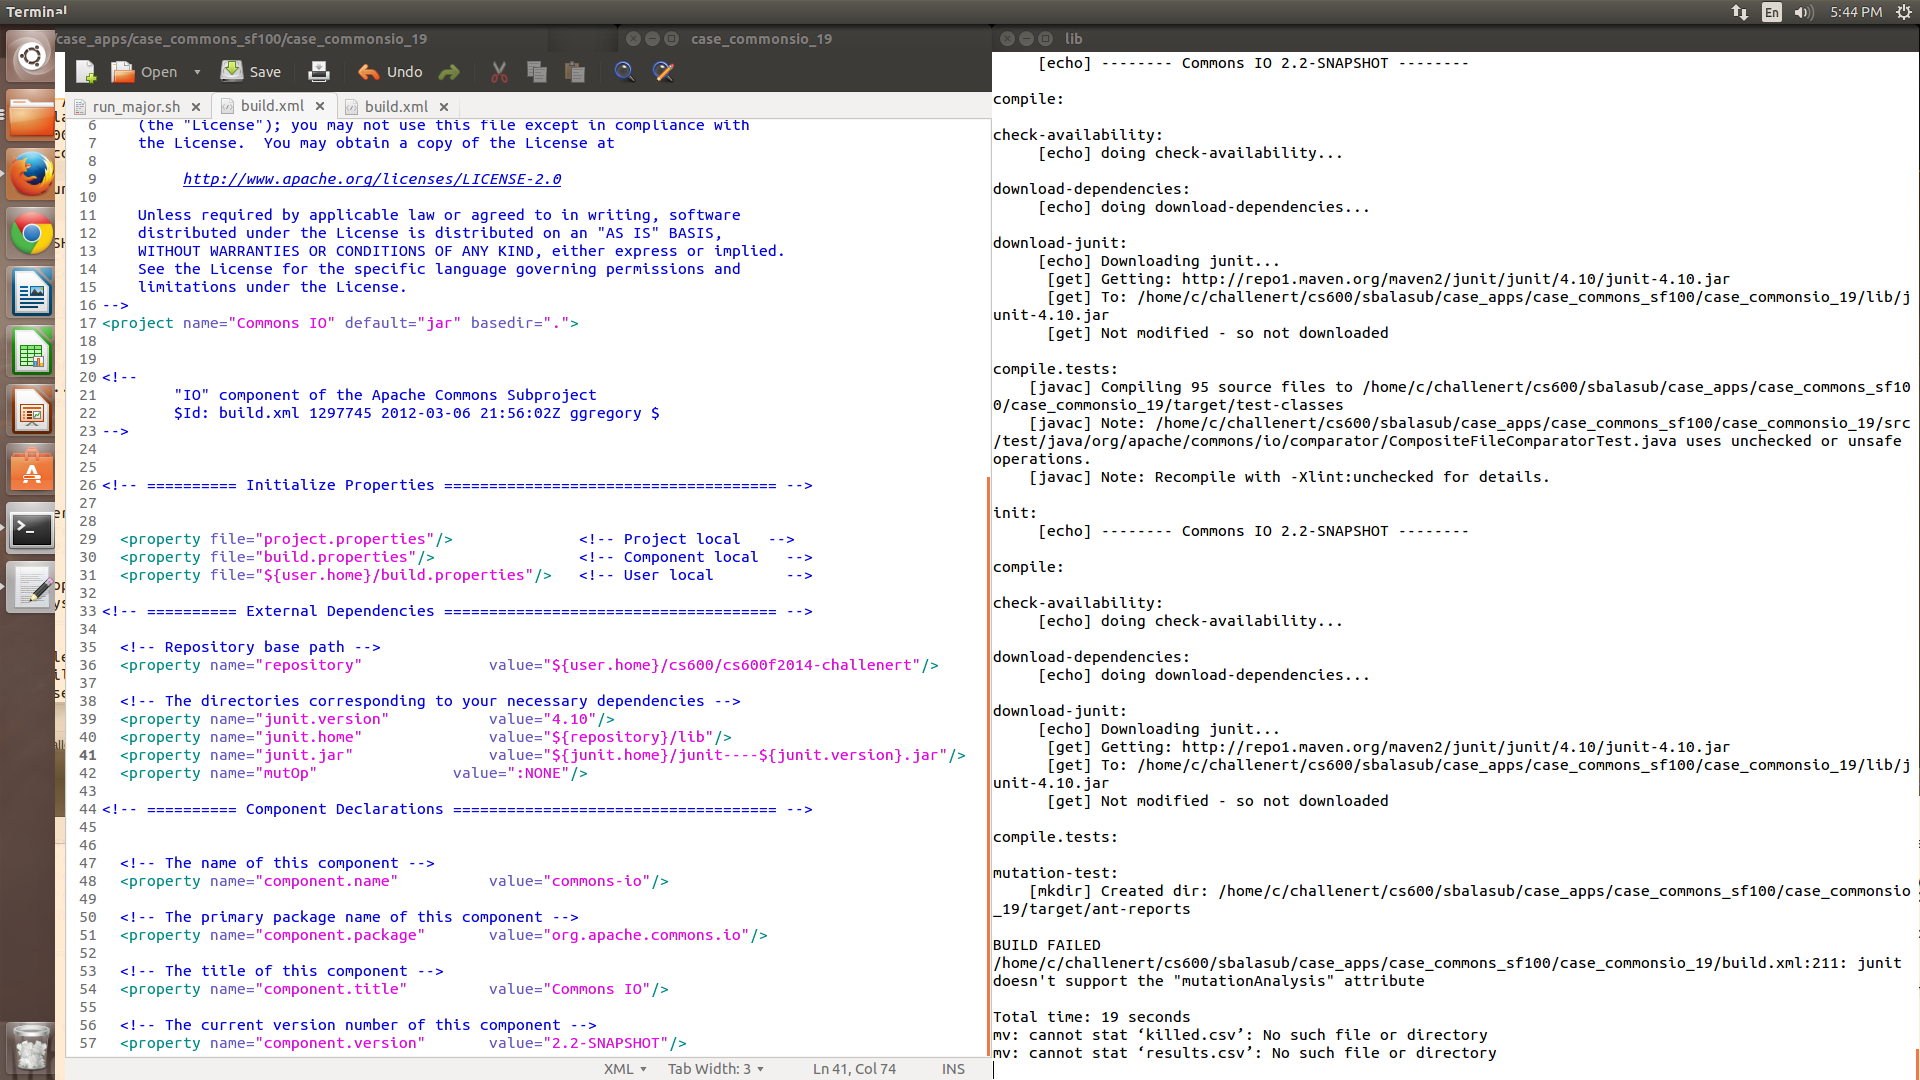 Terminal
En
5:44 PM
case_apps/case_commons_sf100/case_commonsio_19
case_commonsio_19
lib
Open
Save
Undo
run_major.sh
build.xml
build.xml
6     (the "License"); you may not use this file except in compliance with
7     the License.  You may obtain a copy of the License at
8
9          http://www.apache.org/licenses/LICENSE-2.0
10
11     Unless required by applicable law or agreed to in writing, software
12     distributed under the License is distributed on an "AS IS" BASIS,
13     WITHOUT WARRANTIES OR CONDITIONS OF ANY KIND, either express or implied.
14     See the License for the specific language governing permissions and
15     limitations under the License.
16 -->
17 <project name="Commons IO" default="jar" basedir=".">
18
19
20 <!--
21         "IO" component of the Apache Commons Subproject
22         $Id: build.xml 1297745 2012-03-06 21:56:02Z ggregory $
23 -->
24
25
26 <!-- ========== Initialize Properties ===================================== -->
27
28
29   <property file="project.properties"/>              <!-- Project local   -->
30   <property file="build.properties"/>                <!-- Component local   -->
31   <property file="${user.home}/build.properties"/>   <!-- User local        -->
32
33 <!-- ========== External Dependencies ===================================== -->
34
35   <!-- Repository base path -->
36   <property name="repository"              value="${user.home}/cs600/cs600f2014-challenert"/>
37
38   <!-- The directories corresponding to your necessary dependencies -->
39   <property name="junit.version"           value="4.10"/>
40   <property name="junit.home"              value="${repository}/lib"/>
41   <property name="junit.jar"               value="${junit.home}/junit----${junit.version}.jar"/>
42   <property name="mutOp"               value=":NONE"/>
43
44 <!-- ========== Component Declarations ==================================== -->
45
46
47   <!-- The name of this component -->
48   <property name="component.name"          value="commons-io"/>
49
50   <!-- The primary package name of this component -->
51   <property name="component.package"       value="org.apache.commons.io"/>
52
53   <!-- The title of this component -->
54   <property name="component.title"         value="Commons IO"/>
55
56   <!-- The current version number of this component -->
57   <property name="component.version"       value="2.2-SNAPSHOT"/>
XML
Tab Width: 3
Ln 41, Col 74
INS
[echo] -------- Commons IO 2.2-SNAPSHOT --------
compile:
check-availability:
[echo] doing check-availability...
download-dependencies:
[echo] doing download-dependencies...
download-junit:
[echo] Downloading junit...
[get] Getting: http://repo1.maven.org/maven2/junit/junit/4.10/junit-4.10.jar
[get] To: /home/c/challenert/cs600/sbalasub/case_apps/case_commons_sf100/case_commonsio_19/lib/j
unit-4.10.jar
[get] Not modified - so not downloaded
compile.tests:
[javac] Compiling 95 source files to /home/c/challenert/cs600/sbalasub/case_apps/case_commons_sf10
0/case_commonsio_19/target/test-classes
[javac] Note: /home/c/challenert/cs600/sbalasub/case_apps/case_commons_sf100/case_commonsio_19/src
/test/java/org/apache/commons/io/comparator/CompositeFileComparatorTest.java uses unchecked or unsafe
operations.
[javac] Note: Recompile with -Xlint:unchecked for details.
init:
[echo] -------- Commons IO 2.2-SNAPSHOT --------
compile:
check-availability:
[echo] doing check-availability...
download-dependencies:
[echo] doing download-dependencies...
download-junit:
[echo] Downloading junit...
[get] Getting: http://repo1.maven.org/maven2/junit/junit/4.10/junit-4.10.jar
[get] To: /home/c/challenert/cs600/sbalasub/case_apps/case_commons_sf100/case_commonsio_19/lib/j
unit-4.10.jar
[get] Not modified - so not downloaded
compile.tests:
mutation-test:
[mkdir] Created dir: /home/c/challenert/cs600/sbalasub/case_apps/case_commons_sf100/case_commonsio
_19/target/ant-reports
BUILD FAILED
/home/c/challenert/cs600/sbalasub/case_apps/case_commons_sf100/case_commonsio_19/build.xml:211: junit
doesn't support the "mutationAnalysis" attribute
Total time: 19 seconds
mv: cannot stat ‘killed.csv’: No such file or directory
mv: cannot stat ‘results.csv’: No such file or directory